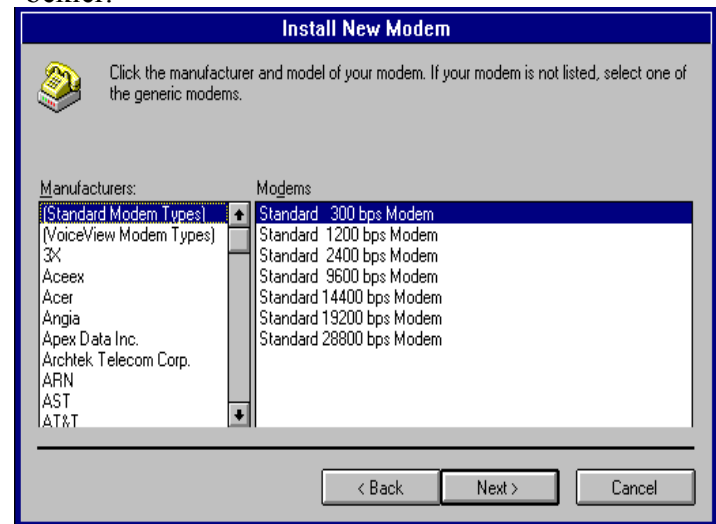 Install New Modem
Click the manufacturer and model of your modem. If your modem is not listed, select one of
the generic modems.
Manufacturers:
(Standard Modem Types)
(VoiceView Modem Types)
3X
Aceex
Acer
Angia
Apex Data Inc.
Archtek Telecom Corp.
ARN
AST
AT&T
Modems
Standard   300 bps Modem
Standard  1200 bps Modem
Standard  2400 bps Modem
Standard  9600 bps Modem
Standard 14400 bps Modem
Standard 19200 bps Modem
Standard 28800 bps Modem
< Back
Next >
Cancel